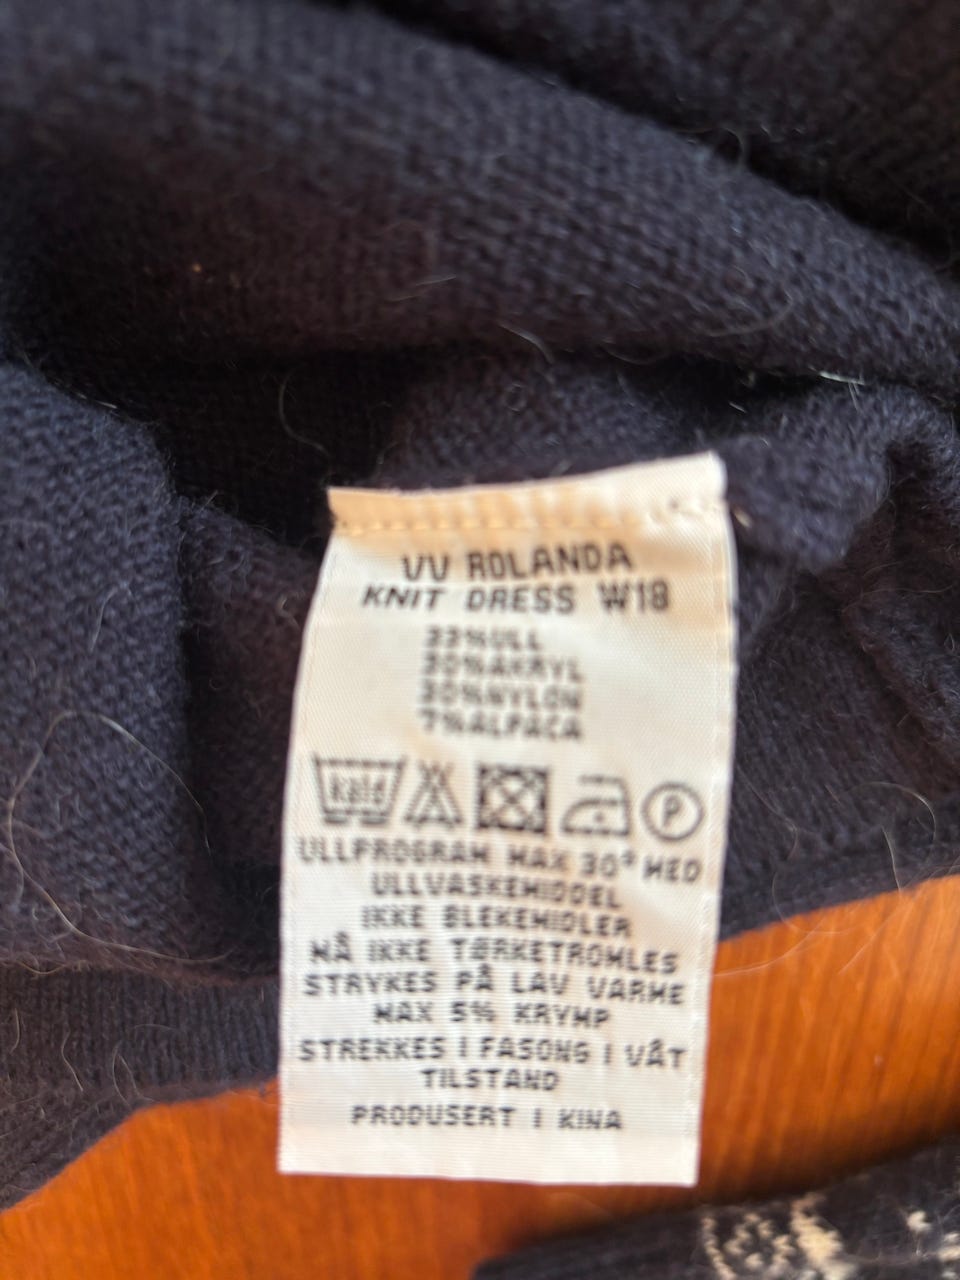 VV ROLANDA
KNIT DRESS W18
33%ULL
30%AKRYL
30%NYLON
7%ALPACA
kald
P
ULLPROGRAM MAX 30° MED
ULLVASKEMIDDEL
IKKE BLEKEMIDLER
MÅ IKKE TØRKETROMLES
STRYKES PÅ LAV VARME
MAX 5% KRYMP
STREKKES I FASONG I VÅT
TILSTAND
PRODUSERT I KINA